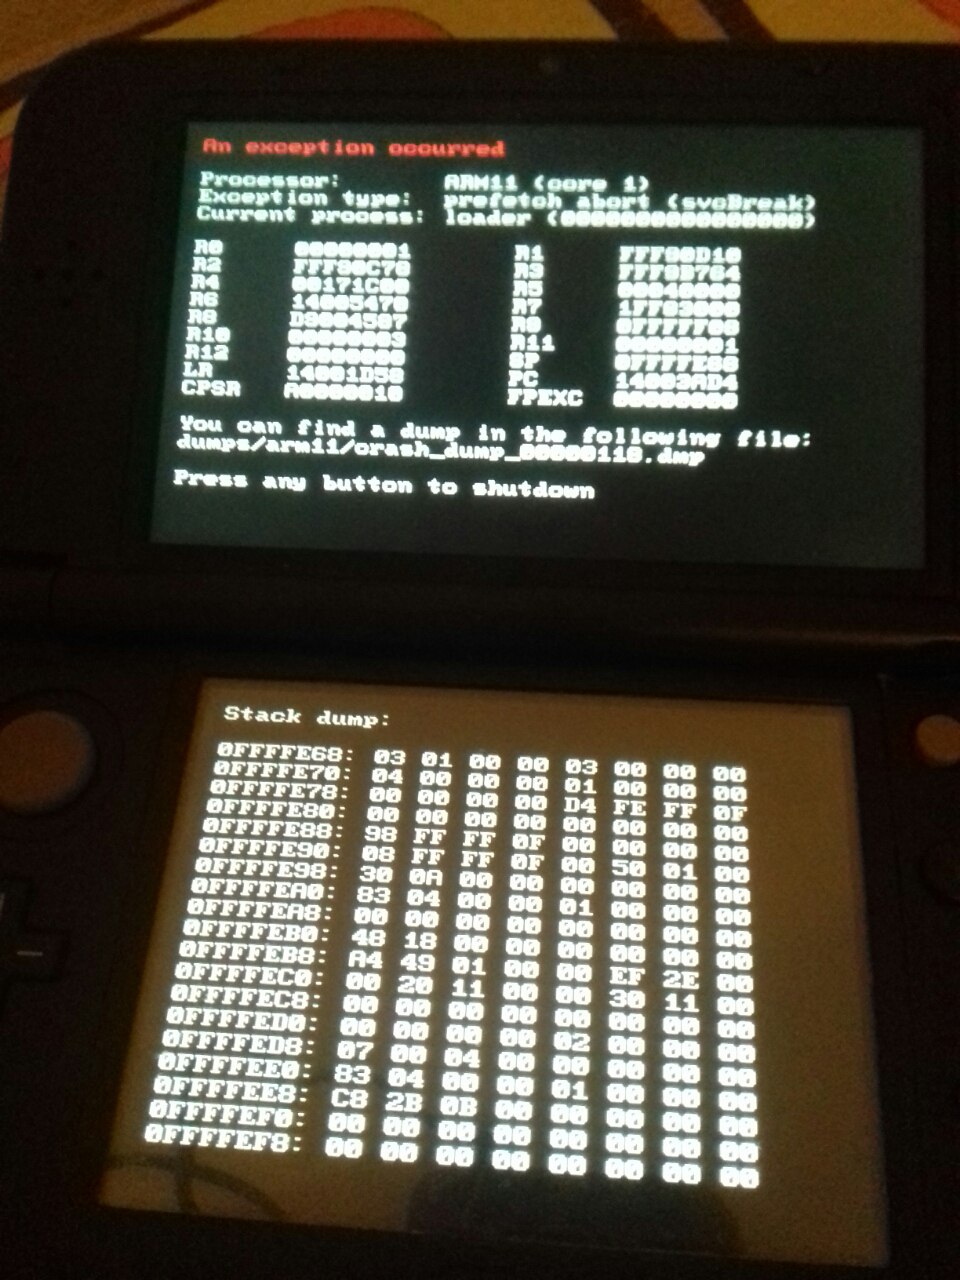 An exception occurred
Processor: ARM11 (core 1)
Exception type: prefetch abort (svcBreak)
Current process: loader (0000000000000000)
R0 00000001 R1
R2 R3
R4 00171C00 R5 00040000
R6 14005470 R7
R8 D8004587 R9
R10 00000003 R11 00000001
R12 00000000 SP
LR 14001D58 PC 14003AD4
CPSR A0000010 FPEXC 00000000
You can find a dump in the following file:
dumps/arm11/crash_dump_00000118.dmp
Press any button to shutdown
Stack dump:
0FFFFE68: 03 01 00 00 03 00 00 00
0FFFFE70: 04 00 00 00 01 00 00 00
0FFFFE78: 00 00 00 00 D4 FE FF 0F
0FFFFE80: 00 00 00 00 00 00 00 00
0FFFFE88: 98 FF FF 0F 00 00 00 00
0FFFFE90: 08 FF FF 0F 00 50 01 00
0FFFFE98: 30 0A 00 00 00 00 00 00
0FFFFEA0: 83 04 00 00 01 00 00 00
0FFFFEA8: 00 00 00 00 00 00 00 00
0FFFFEB0: 48 18 00 00 00 00 00 00
0FFFFEB8: A4 49 01 00 00 EF 2E 00
0FFFFEC0: 00 20 11 00 00 30 11 00
0FFFFEC8: 00 00 00 00 00 00 00 00
0FFFFED0: 00 00 00 00 02 00 00 00
0FFFFED8: 07 00 04 00 00 00 00 00
0FFFFEE0: 83 04 00 00 01 00 00 00
0FFFFEE8: C8 2B 0B 00 00 00 00 00
0FFFFEF0: 00 00 00 00 00 00 00 00
0FFFFEF8: 00 00 00 00 00 00 00 00